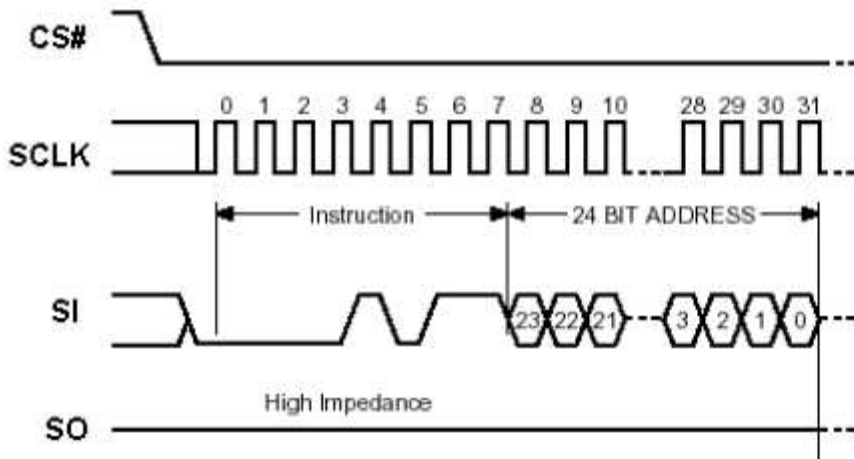 CS#
0 1 2 3 4 5 6 7 8 9 10 28 29 30 31
SCLK
Instruction 24 BIT ADDRESS
SI 23 22 21 3 2 1 0
High Impedance
SO